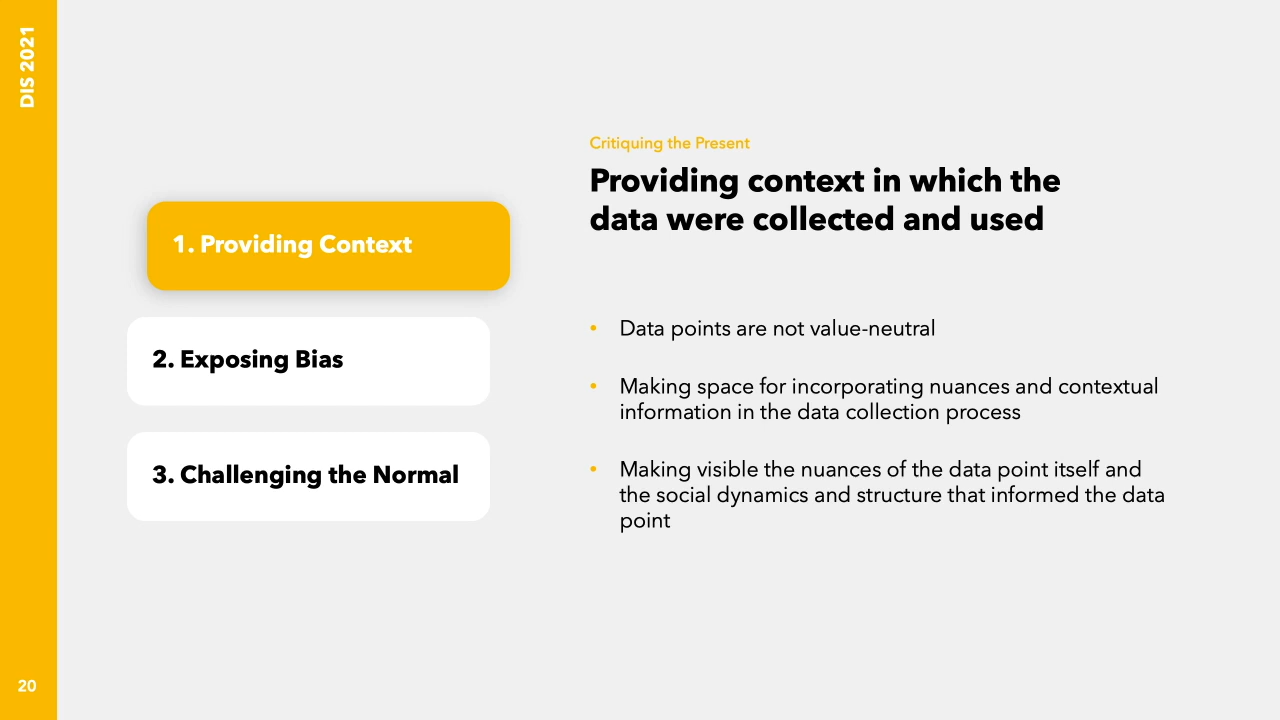 DIS 2021
1. Providing Context
2. Exposing Bias
3. Challenging the Normal
Critiquing the Present
Providing context in which the
data were collected and used
• Data points are not value-neutral
• Making space for incorporating nuances and contextual
information in the data collection process
• Making visible the nuances of the data point itself and
the social dynamics and structure that informed the data
point
20